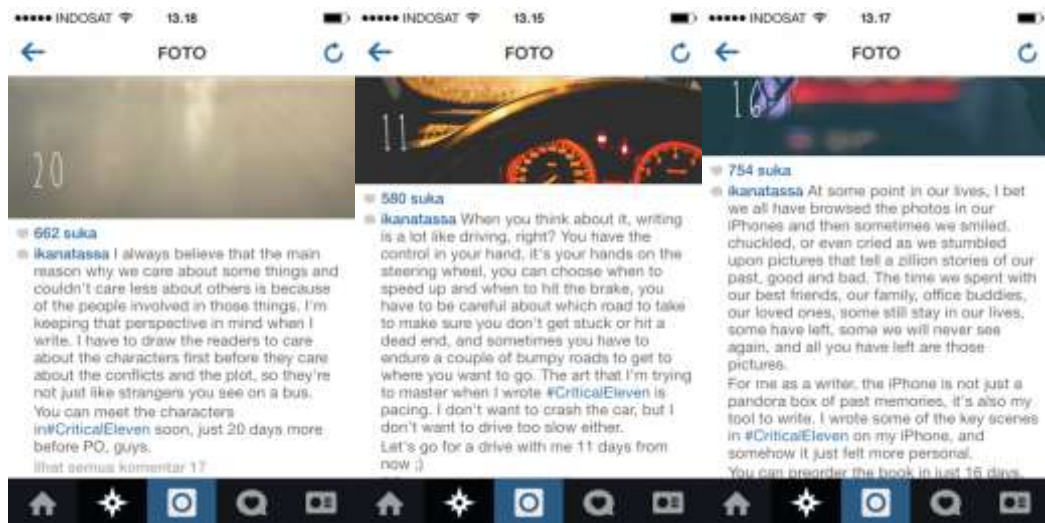 INDOSAT 13.18
FOTO
20
662 suka
ikanatassa I always believe that the main
reason why we care about some things and
couldn't care less about others is because
of the people involved in those things. I'm
keeping that perspective in mind when I
write. I have to draw the readers to care
about the characters first before they care
about the conflicts and the plot, so they're
not just like strangers you see on a bus.
You can meet the characters
in#CriticalEleven soon, just 20 days more
before PO, guys.
lihat semua komentar 17
INDOSAT 13.15
FOTO
11
580 suka
ikanatassa When you think about it, writing
is a lot like driving, right? You have the
control in your hand, it's your hands on the
steering wheel, you can choose when to
speed up and when to hit the brake, you
have to be careful about which road to take
to make sure you don't get stuck or hit a
dead end, and sometimes you have to
endure a couple of bumpy roads to get to
where you want to go. The art that I'm trying
to master when I wrote #CriticalEleven is
pacing. I don't want to crash the car, but I
don't want to drive too slow either.
Let's go for a drive with me 11 days from
now ;)
INDOSAT 13.17
FOTO
16
754 suka
ikanatassa At some point in our lives, I bet
we all have browsed the photos in our
iPhones and then sometimes we smiled,
chuckled, or even cried as we stumbled
upon pictures that tell a zillion stories of our
past, good and bad. The time we spent with
our best friends, our family, office buddies,
our loved ones, some still stay in our lives,
some have left, some we will never see
again, and all you have left are those
pictures.
For me as a writer, the iPhone is not just a
pandora box of past memories, it's also my
tool to write. I wrote some of the key scenes
in #CriticalEleven on my iPhone, and
somehow it just felt more personal.
You can preorder the book in just 16 days.